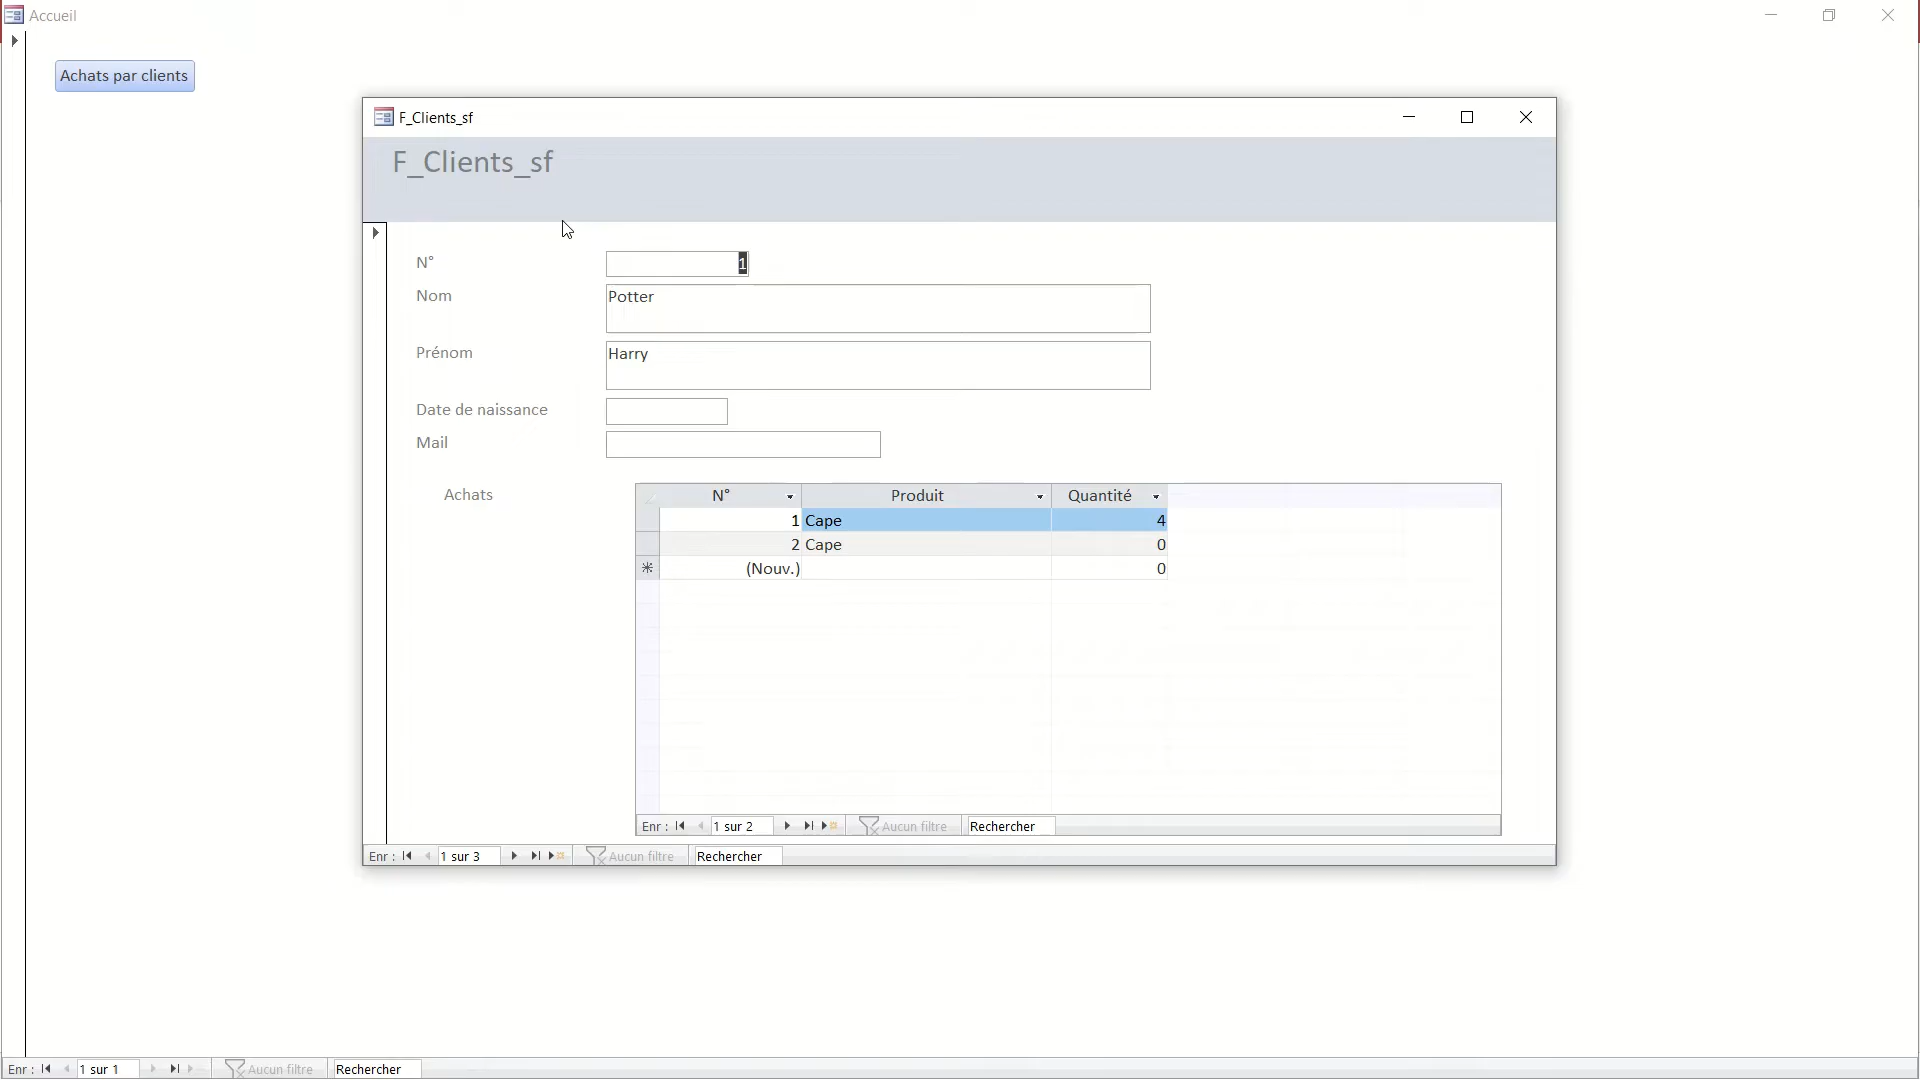 Accueil
Achats par clients
F_Clients_sf
F_Clients_sf
N° 1
Nom Potter
Prénom Harry
Date de naissance
Mail
Achats
N° Produit Quantité
1 Cape 4
2 Cape 0
(Nouv.) 0
Enr : 1 sur 2 Aucun filtre Rechercher
Enr : 1 sur 3 Aucun filtre Rechercher
Enr : 1 sur 1 Aucun filtre Rechercher